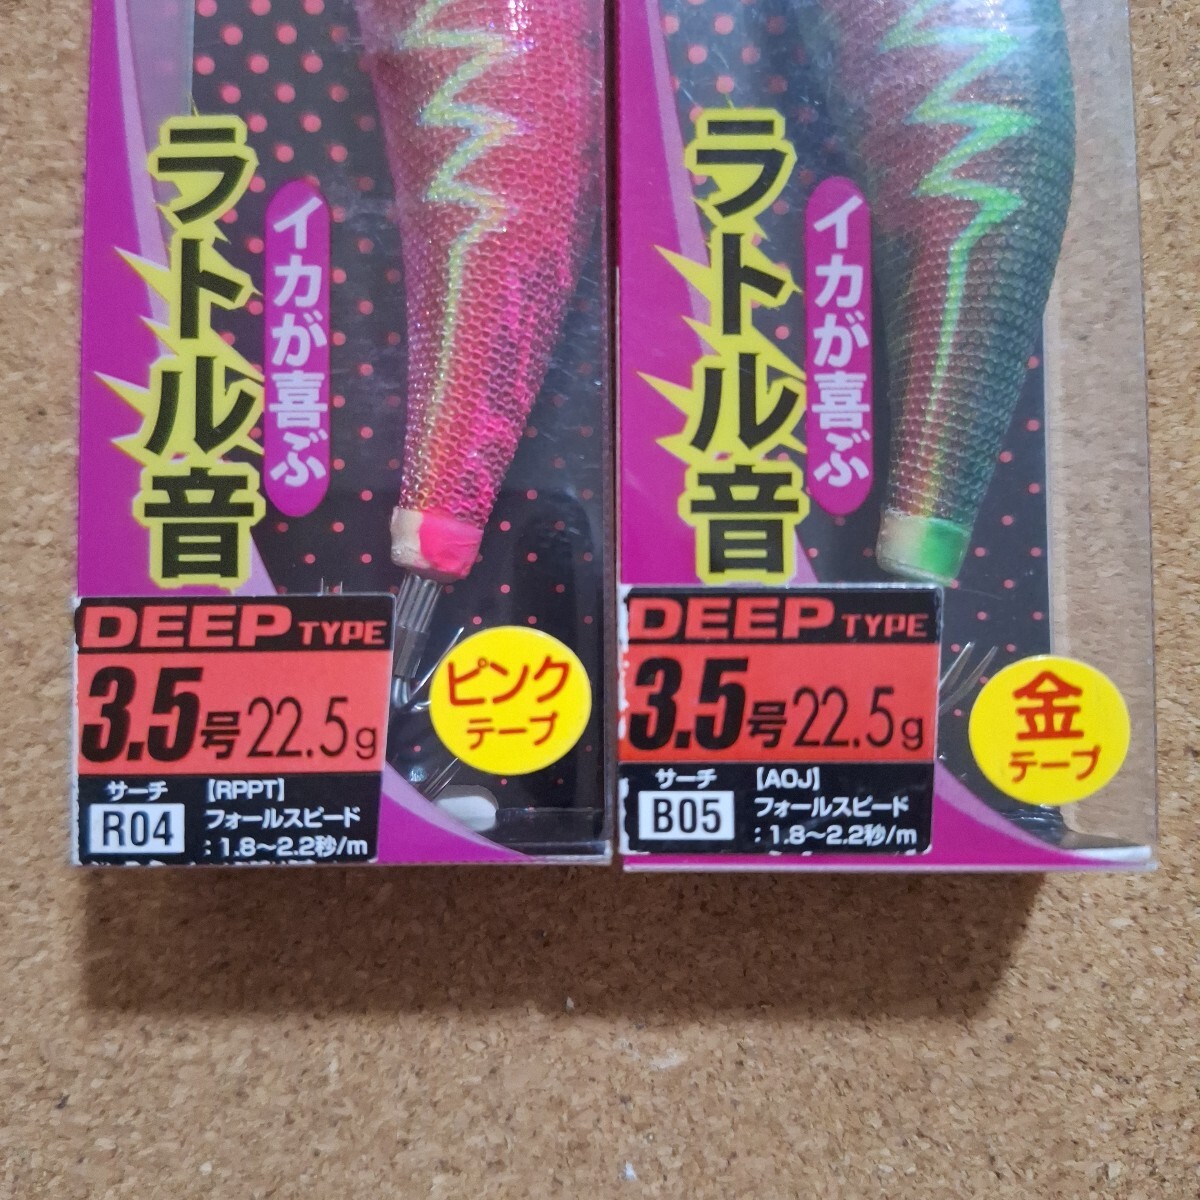 ラトル音
イカが喜ぶ
DEEP TYPE
3.5号 22.5g
サーチ
R04
【RPPT】
フォールスピード
:1.8〜2.2秒/m
ピンク
テープ
ラトル音
イカが喜ぶ
DEEP TYPE
3.5号 22.5g
サーチ
B05
【AOJ】
フォールスピード
:1.8〜2.2秒/m
金
テープ